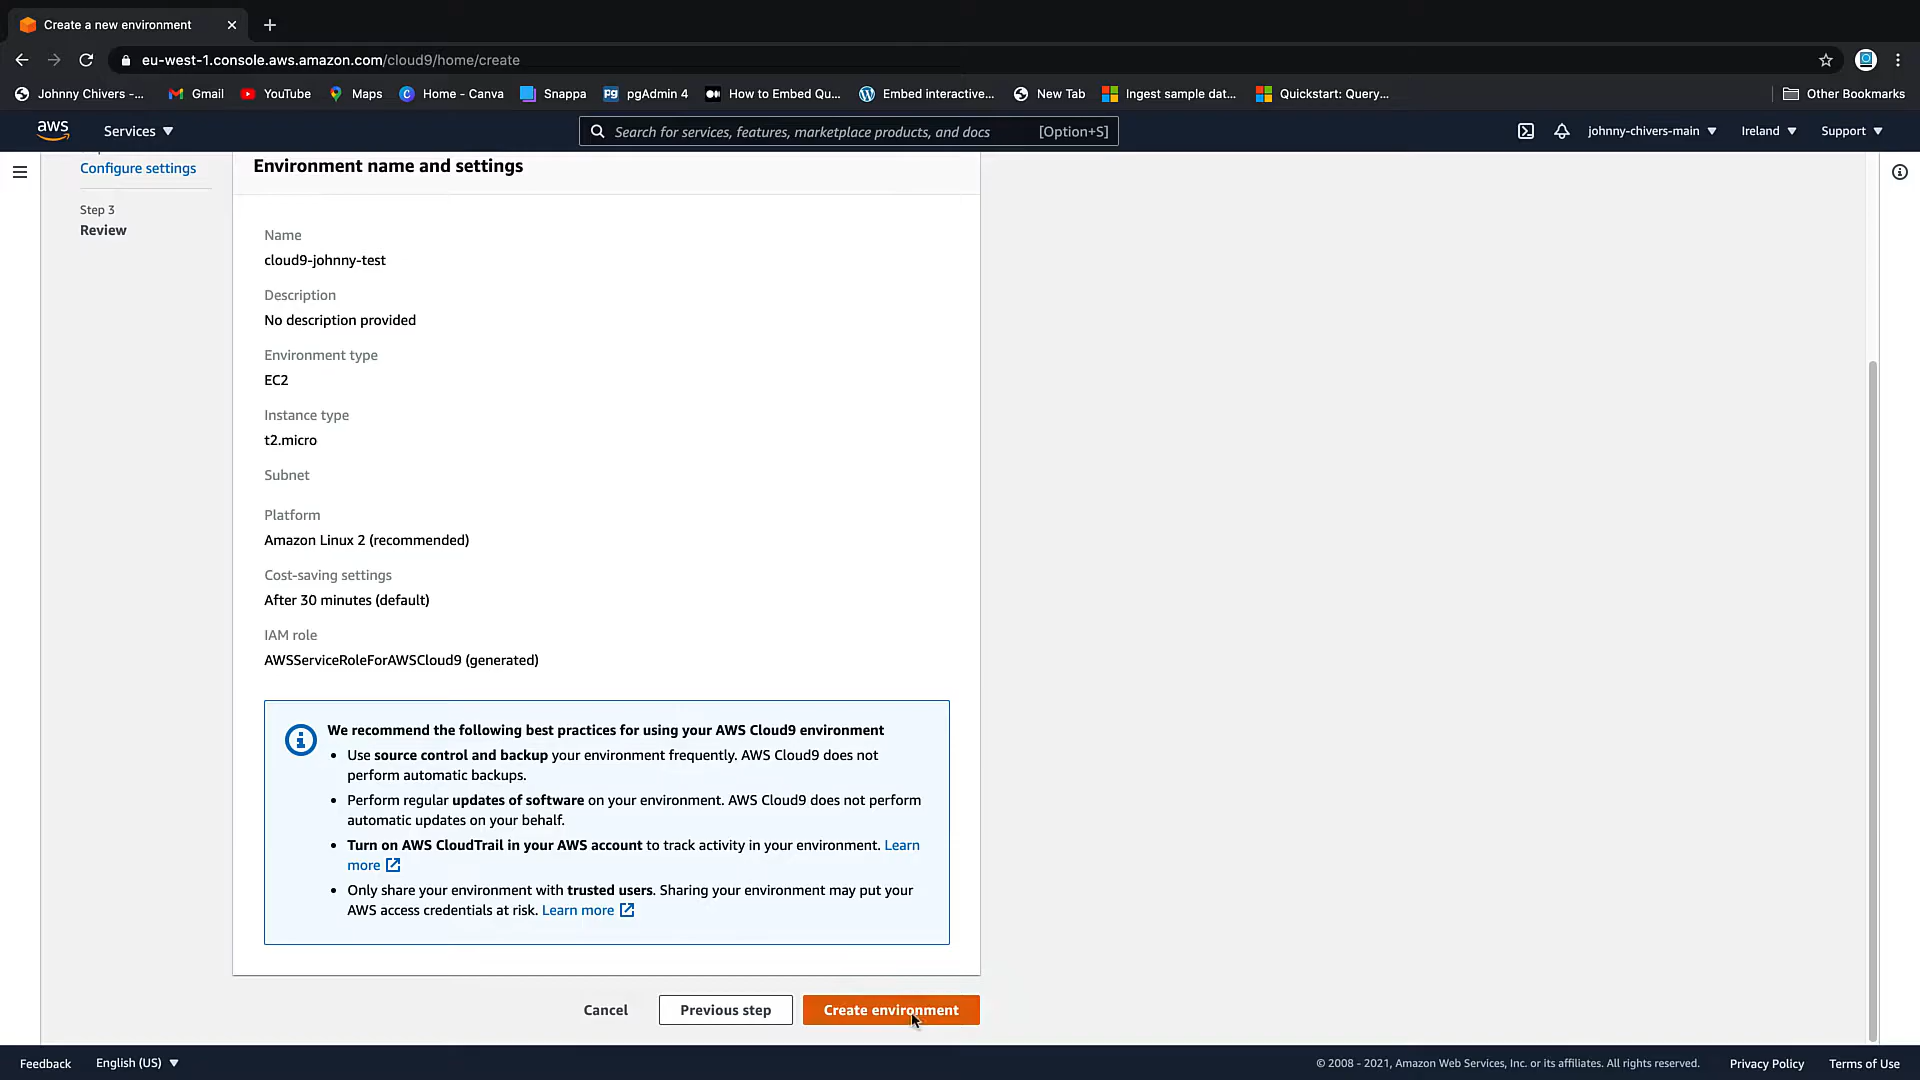 Create a new environment
eu-west-1.console.aws.amazon.com/cloud9/home/create
Johnny Chivers -...
Gmail
YouTube
Maps
Home - Canva
Snappa
pgAdmin 4
How to Embed Qu...
Embed interactive...
New Tab
Ingest sample dat...
Quickstart: Query...
Other Bookmarks
aws
Services
Search for services, features, marketplace products, and docs [Option+S]
johnny-chivers-main
Ireland
Support
Configure settings
Step 3
Review
Environment name and settings
Name
cloud9-johnny-test
Description
No description provided
Environment type
EC2
Instance type
t2.micro
Subnet
Platform
Amazon Linux 2 (recommended)
Cost-saving settings
After 30 minutes (default)
IAM role
AWSServiceRoleForAWSCloud9 (generated)
We recommend the following best practices for using your AWS Cloud9 environment
• Use source control and backup your environment frequently. AWS Cloud9 does not
perform automatic backups.
• Perform regular updates of software on your environment. AWS Cloud9 does not perform
automatic updates on your behalf.
• Turn on AWS CloudTrail in your AWS account to track activity in your environment. Learn
more
• Only share your environment with trusted users. Sharing your environment may put your
AWS access credentials at risk. Learn more
Cancel
Previous step
Create environment
Feedback
English (US)
© 2008 - 2021, Amazon Web Services, Inc. or its affiliates. All rights reserved.
Privacy Policy
Terms of Use